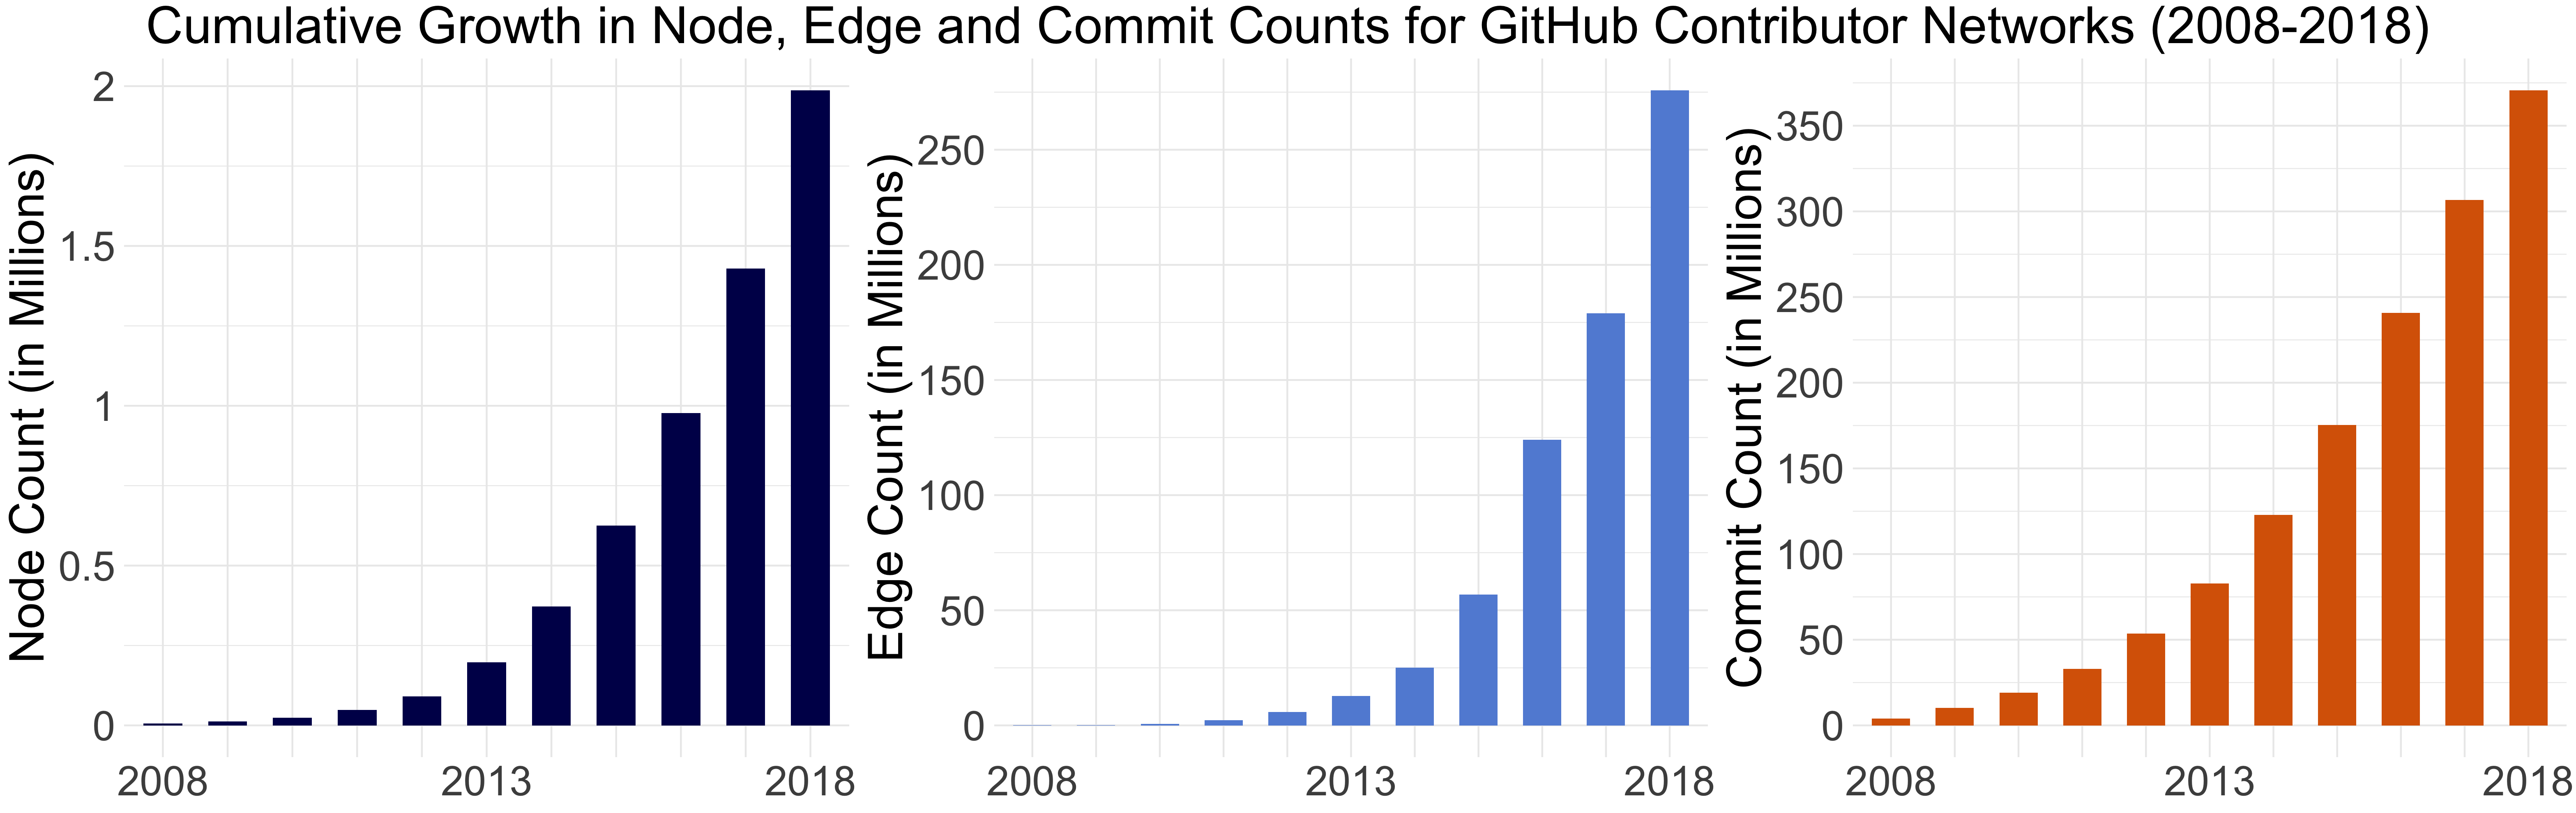 Cumulative Growth in Node, Edge and Commit Counts for GitHub Contributor Networks (2008-2018)
Node Count (in Millions)
2
1.5
1
0.5
0
2008 2013 2018
Edge Count (in Millions)
250
200
150
100
50
0
2008 2013 2018
Commit Count (in Millions)
350
300
250
200
150
100
50
0
2008 2013 2018